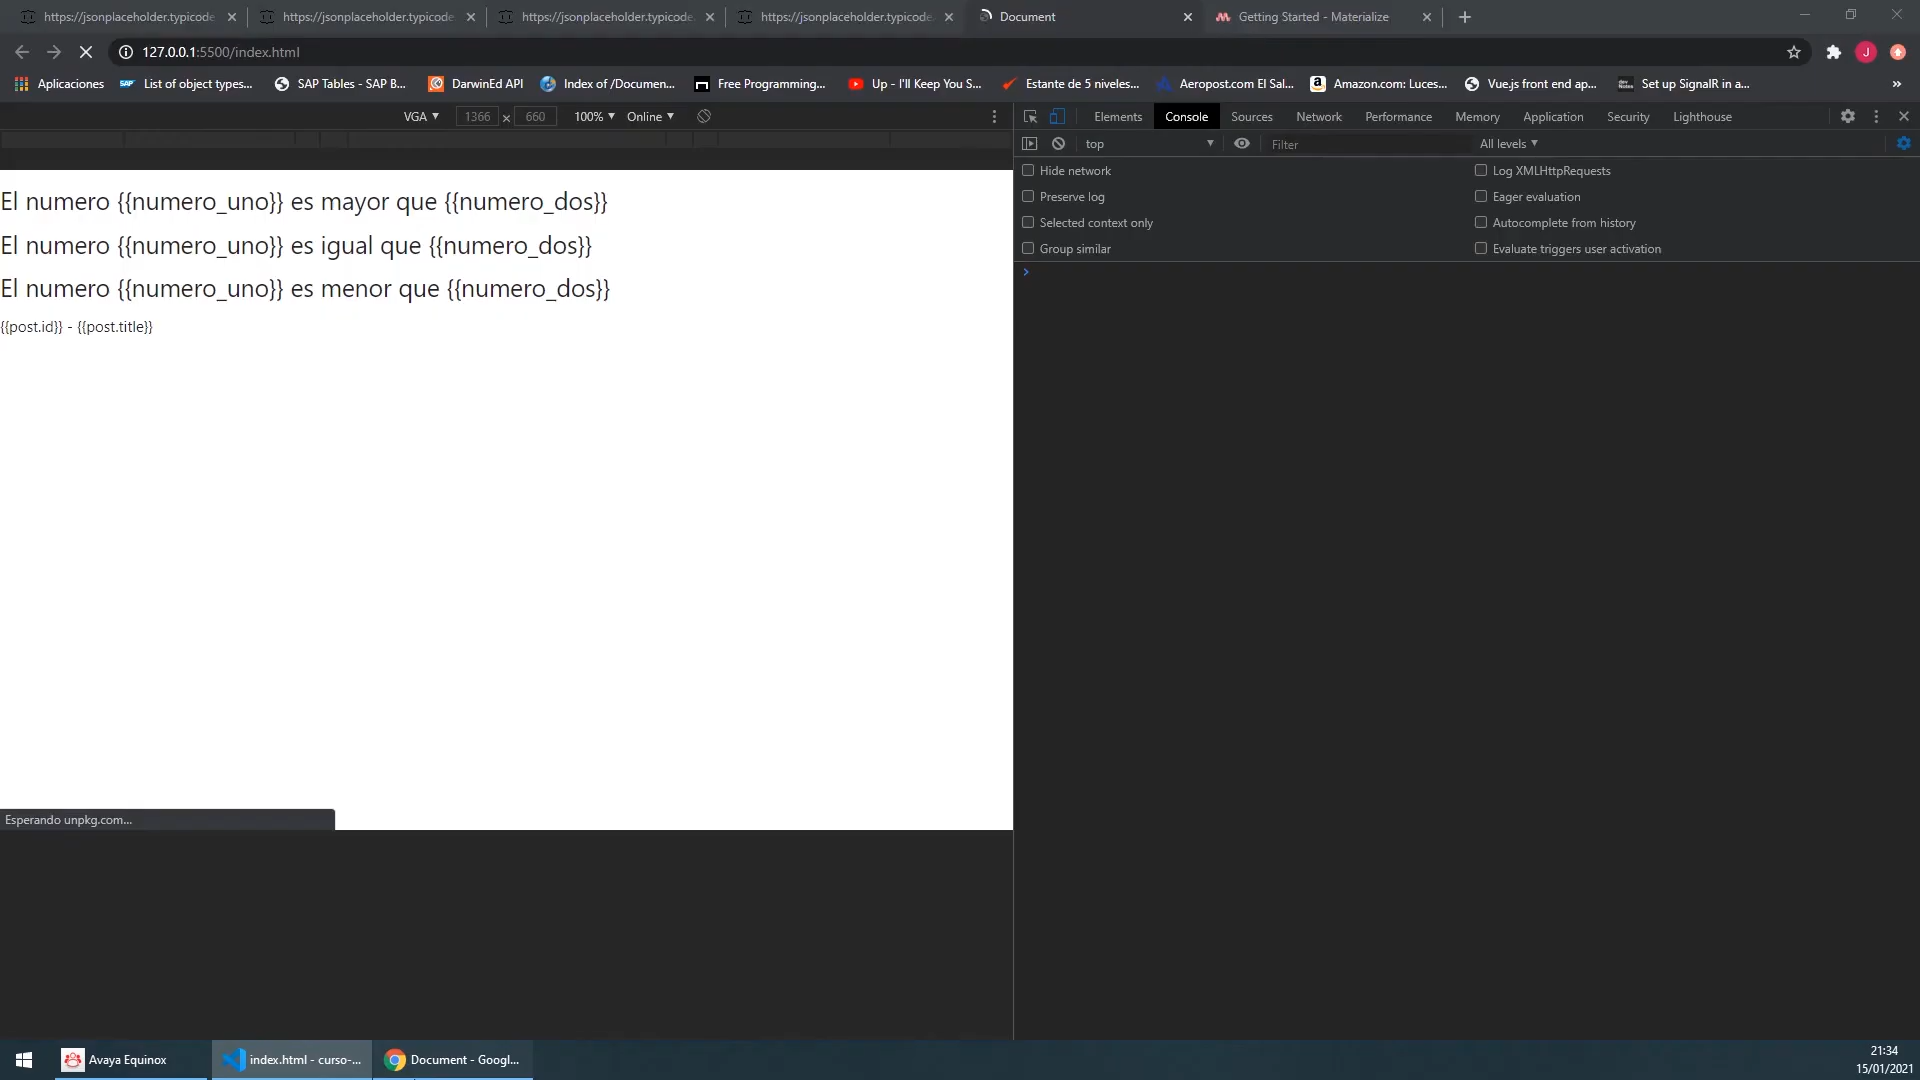 https://jsonplaceholder.typicode https://jsonplaceholder.typicode. https://jsonplaceholder.typicode. https://jsonplaceholder.typicode. Document Getting Started - Materialize
127.0.0.1:5500/index.html J
Aplicaciones SAP List of object types... SAP Tables - SAP B... DarwinEd API Index of /Documen... Free Programming... Up - I'll Keep You S... Estante de 5 niveles... Aeropost.com El Sal... a Amazon.com: Luces... Vue.js front end ap... Set up SignalR in a... »
VGA ▼ 1366 x 660 100% ▼ Online ▼ Elements Console Sources Network Performance Memory Application Security Lighthouse
top ▼ Filter All levels ▼
Hide network Log XMLHttpRequests
Preserve log Eager evaluation
Selected context only Autocomplete from history
Group similar Evaluate triggers user activation
El numero {{numero_uno}} es mayor que {{numero_dos}}
El numero {{numero_uno}} es igual que {{numero_dos}}
El numero {{numero_uno}} es menor que {{numero_dos}}
{{post.id}} - {{post.title}}
Esperando unpkg.com...
Avaya Equinox index.html - curso-... Document - Googl...
21:34
15/01/2021